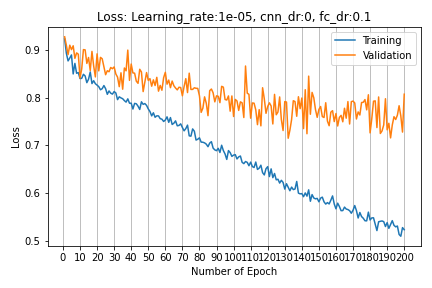 Loss: Learning_rate:1e-05, cnn_dr:0, fc_dr:0.1
Training
Validation
0.9
0.8
0.7
0.6
0.5
Loss
0 10 20 30 40 50 60 70 80 90 100 110 120 130 140 150 160 170 180 190 200
Number of Epoch